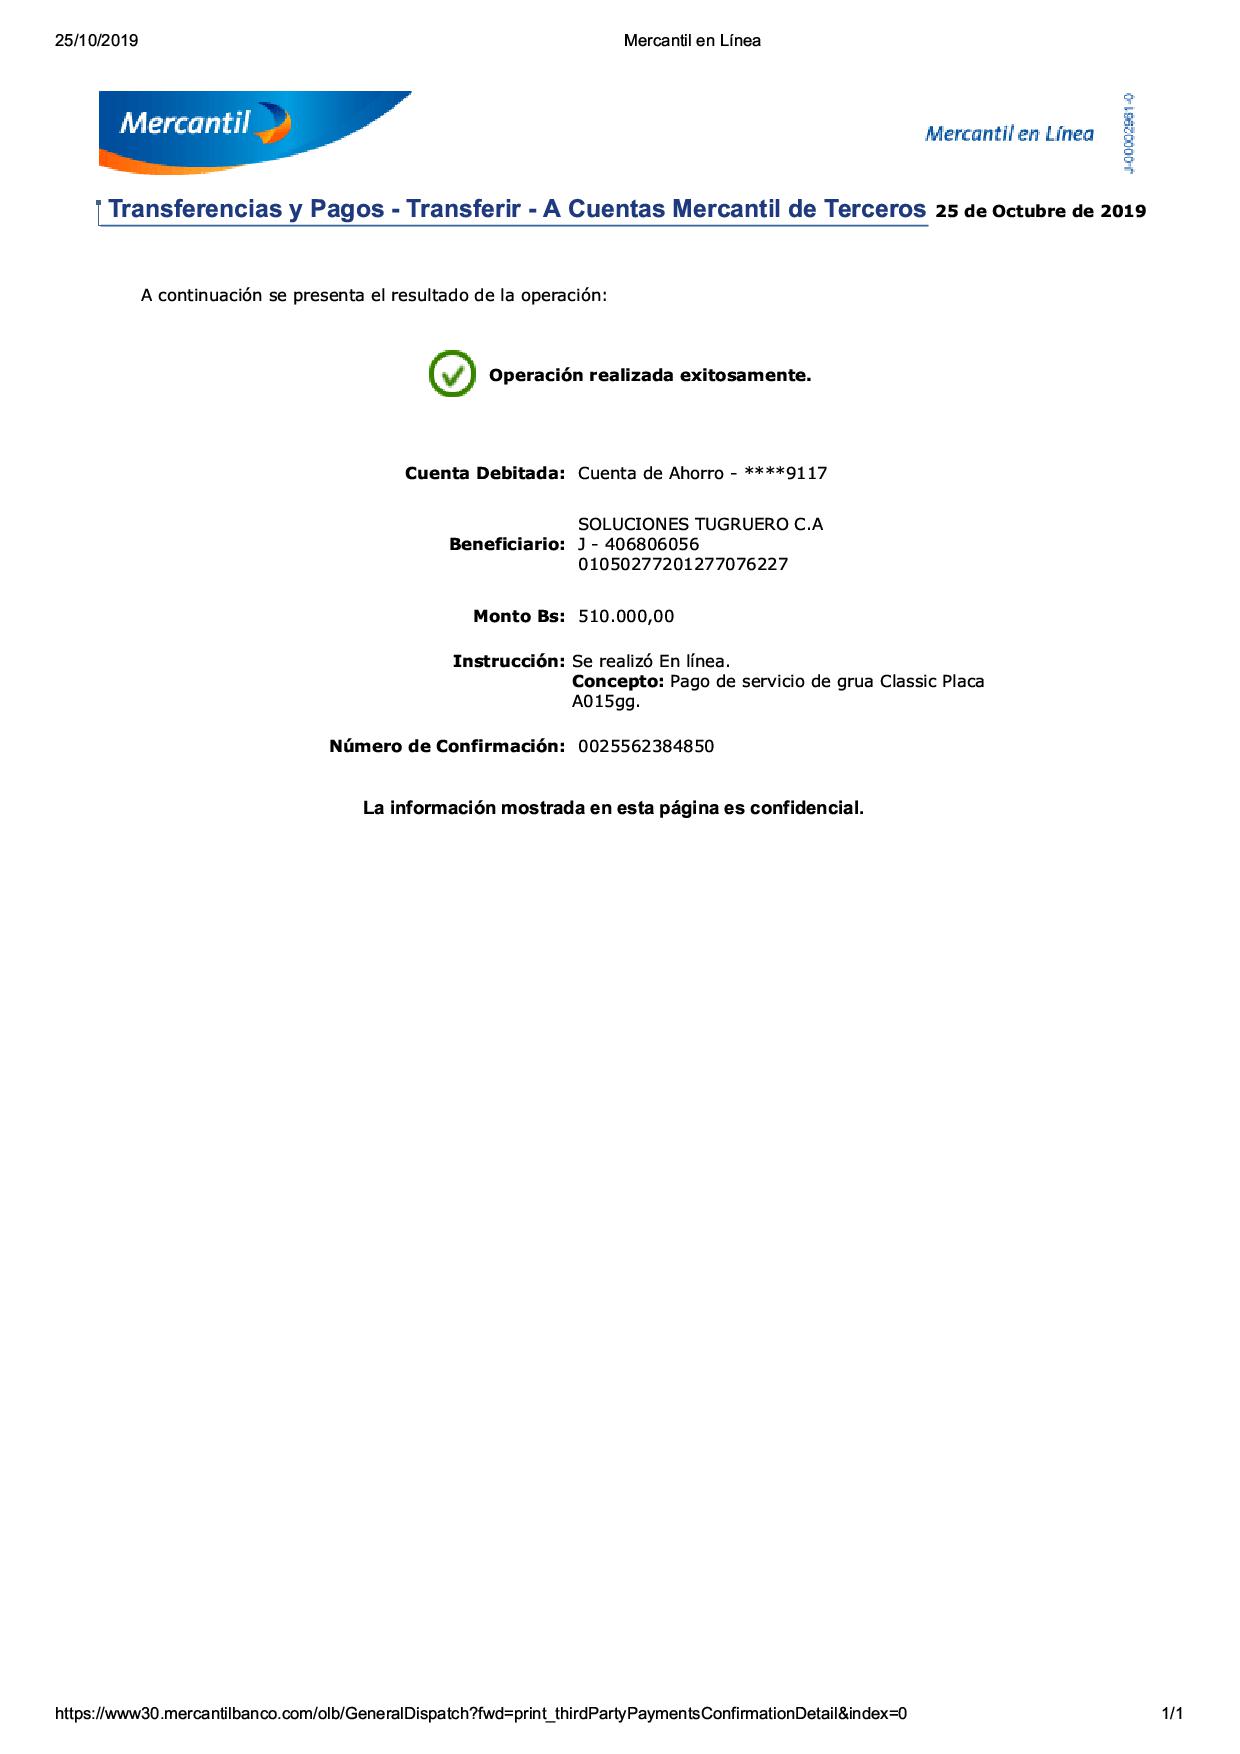 25/10/2019 Mercantil en Línea
Mercantil
Mercantil en Línea
J-00002961-0
Transferencias y Pagos - Transferir - A Cuentas Mercantil de Terceros 25 de Octubre de 2019
A continuación se presenta el resultado de la operación:
Operación realizada exitosamente.
Cuenta Debitada: Cuenta de Ahorro - ****9117
SOLUCIONES TUGRUERO C.A
Beneficiario: J - 406806056
01050277201277076227
Monto Bs: 510.000,00
Instrucción: Se realizó En línea.
Concepto: Pago de servicio de grua Classic Placa
A015gg.
Número de Confirmación: 0025562384850
La información mostrada en esta página es confidencial.
https://www30.mercantilbanco.com/olb/GeneralDispatch?fwd=print_thirdPartyPaymentsConfirmationDetail&index=0 1/1